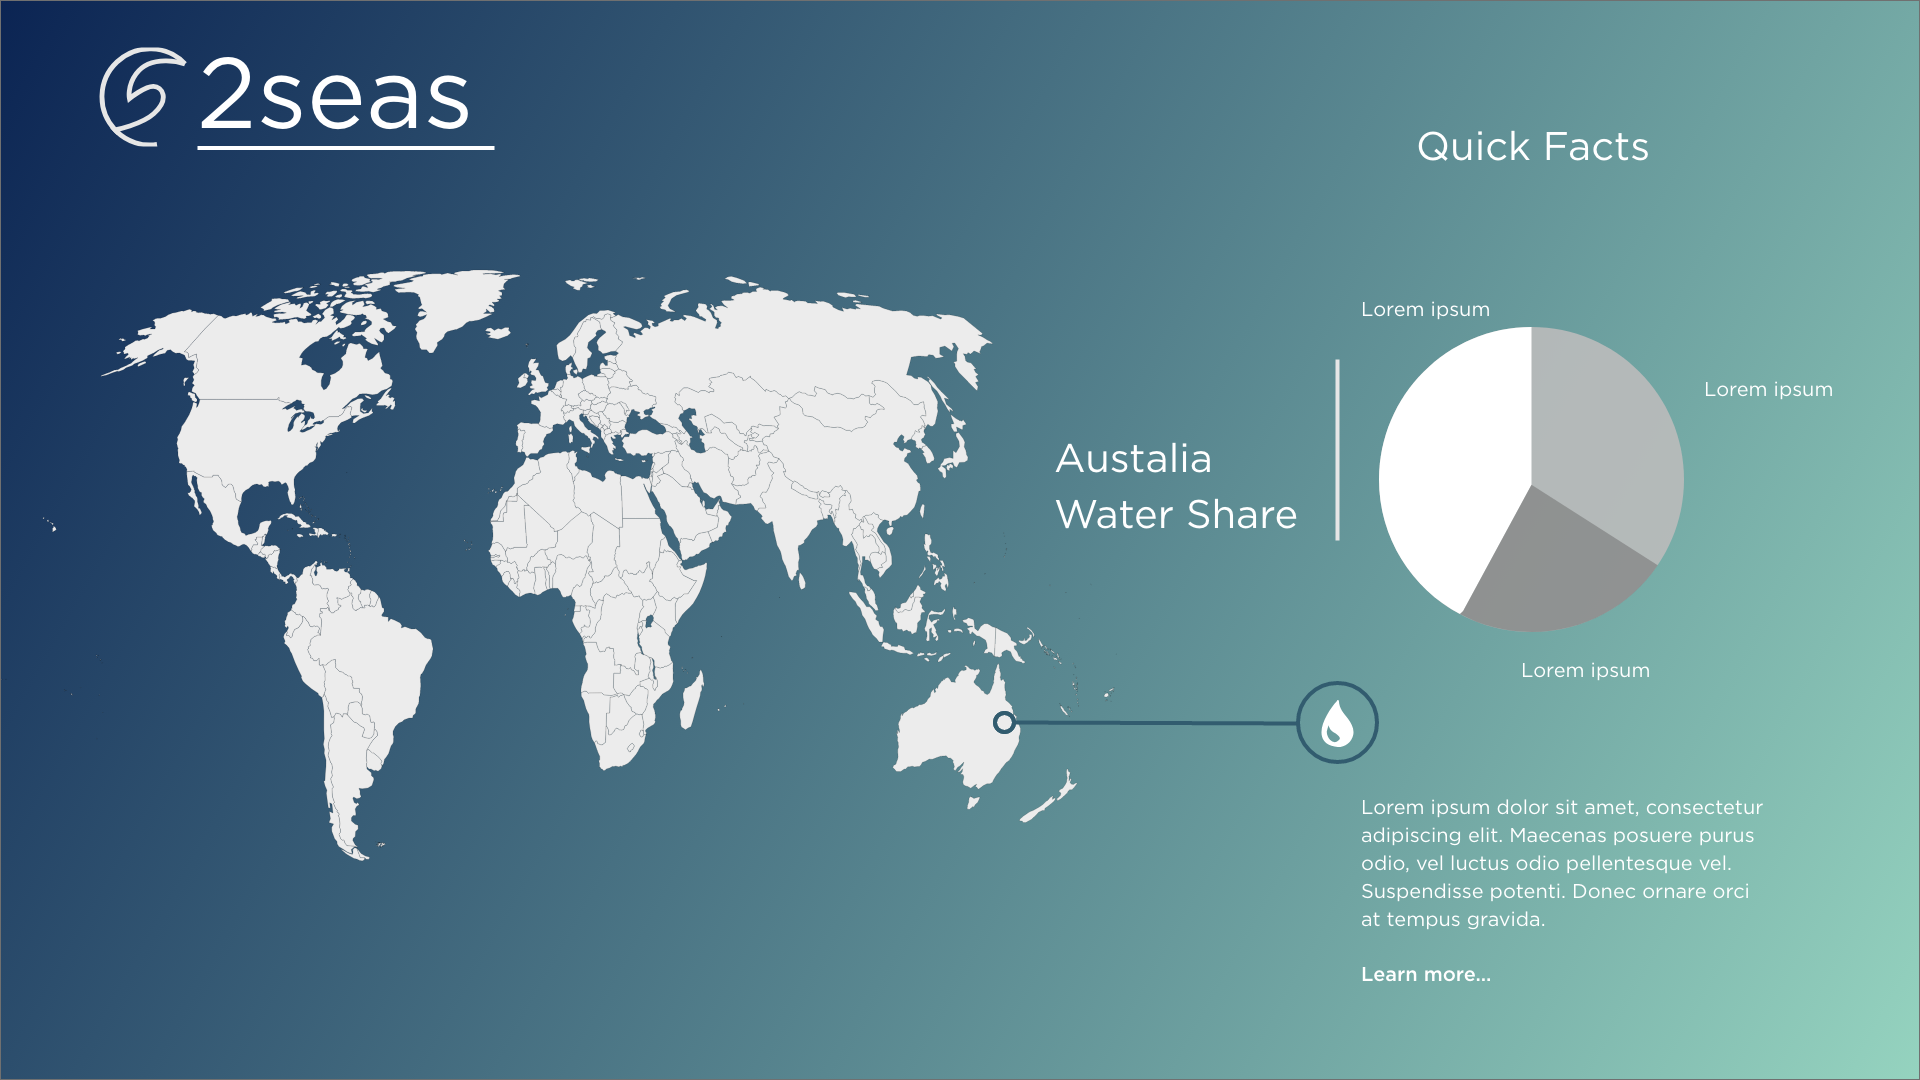 2seas
Quick Facts
Lorem ipsum
Lorem ipsum
Austalia
Water Share
Lorem ipsum
Lorem ipsum dolor sit amet, consectetur
adipiscing elit. Maecenas posuere purus
odio, vel luctus odio pellentesque vel.
Suspendisse potenti. Donec ornare orci
at tempus gravida.
Learn more...